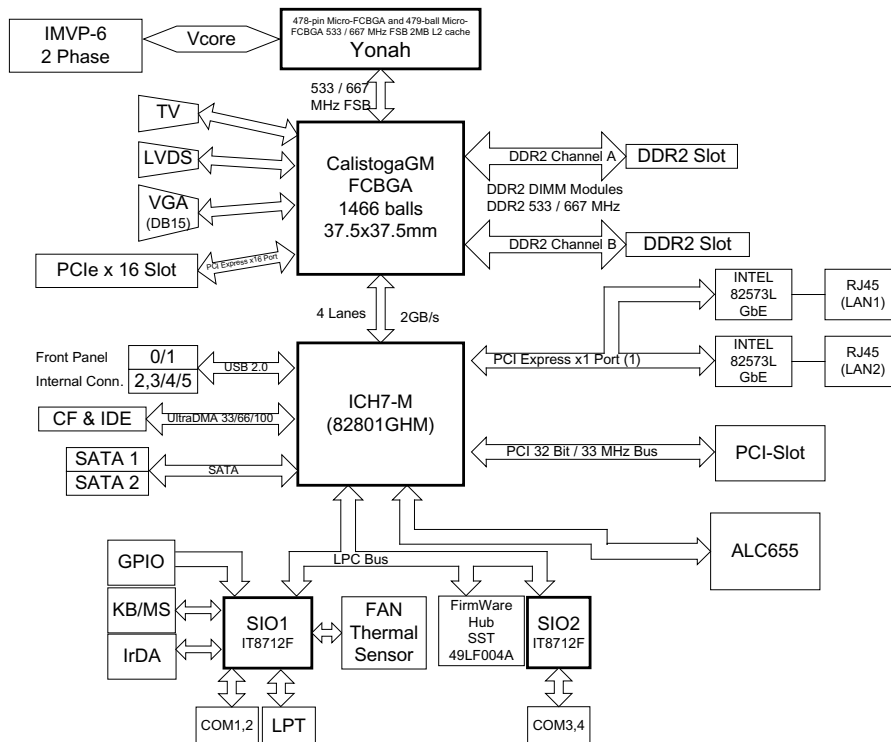 IMVP-6
2 Phase
Vcore
478-pin Micro-FCBGA and 479-ball Micro-
FCBGA 533 / 667 MHz FSB 2MB L2 cache
Yonah
533 / 667
MHz FSB
TV
LVDS
VGA
(DB15)
PCIe x 16 Slot
PCI Express x16 Port
CalistogaGM
FCBGA
1466 balls
37.5x37.5mm
DDR2 Channel A
DDR2 Slot
DDR2 DIMM Modules
DDR2 533 / 667 MHz
DDR2 Channel B
DDR2 Slot
4 Lanes
2GB/s
INTEL
82573L
GbE
RJ45
(LAN1)
Front Panel
0/1
Internal Conn.
2,3/4/5
USB 2.0
CF & IDE
UltraDMA 33/66/100
SATA 1
SATA 2
SATA
ICH7-M
(82801GHM)
PCI Express x1 Port (1)
INTEL
82573L
GbE
RJ45
(LAN2)
PCI 32 Bit / 33 MHz Bus
PCI-Slot
ALC655
LPC Bus
GPIO
KB/MS
IrDA
SIO1
IT8712F
FAN
Thermal
Sensor
FirmWare
Hub
SST
49LF004A
SIO2
IT8712F
COM1,2
LPT
COM3,4